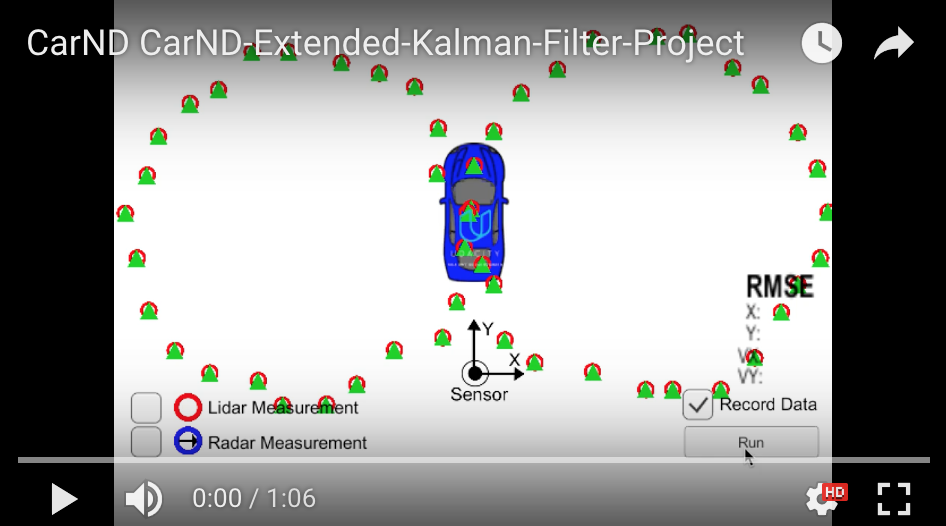 CarND CarND-Extended-Kalman-Filter-Project
UDACITY
RMSE
X:
Y:
VX:
VY:
Y
X
Sensor
Lidar Measurement
Radar Measurement
Record Data
Run
0:00 / 1:06
HD